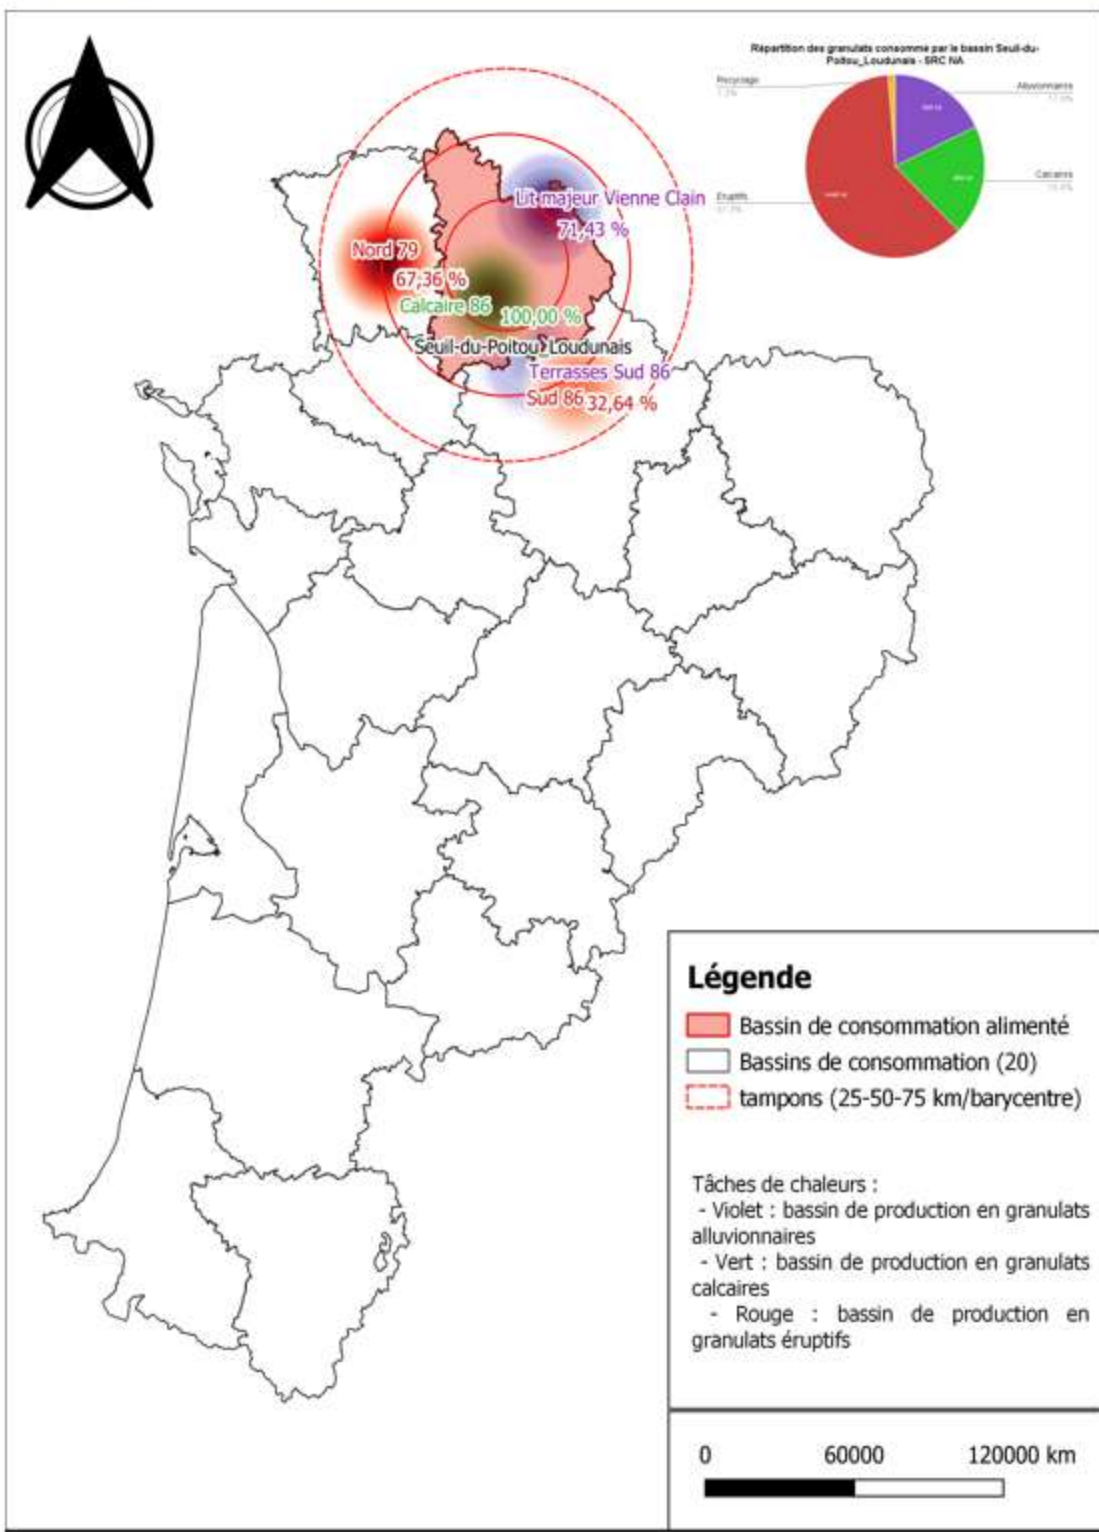 Répartition des granulats consommé par le bassin Seuil-du-
Poitou_Loudunais - SRC NA
Recyclage
Alluvionnaires
Calcaires
Eruptifs
Lit majeur Vienne Clain
71,43 %
Nord 79
67,36 %
Calcaire 86
100,00 %
Seuil-du-Poitou_Loudunais
Terrasses Sud 86
Sud 86 32,64 %
Légende
Bassin de consommation alimenté
Bassins de consommation (20)
tampons (25-50-75 km/barycentre)
Tâches de chaleurs :
- Violet : bassin de production en granulats
alluvionnaires
- Vert : bassin de production en granulats
calcaires
- Rouge : bassin de production en
granulats éruptifs
0 60000 120000 km